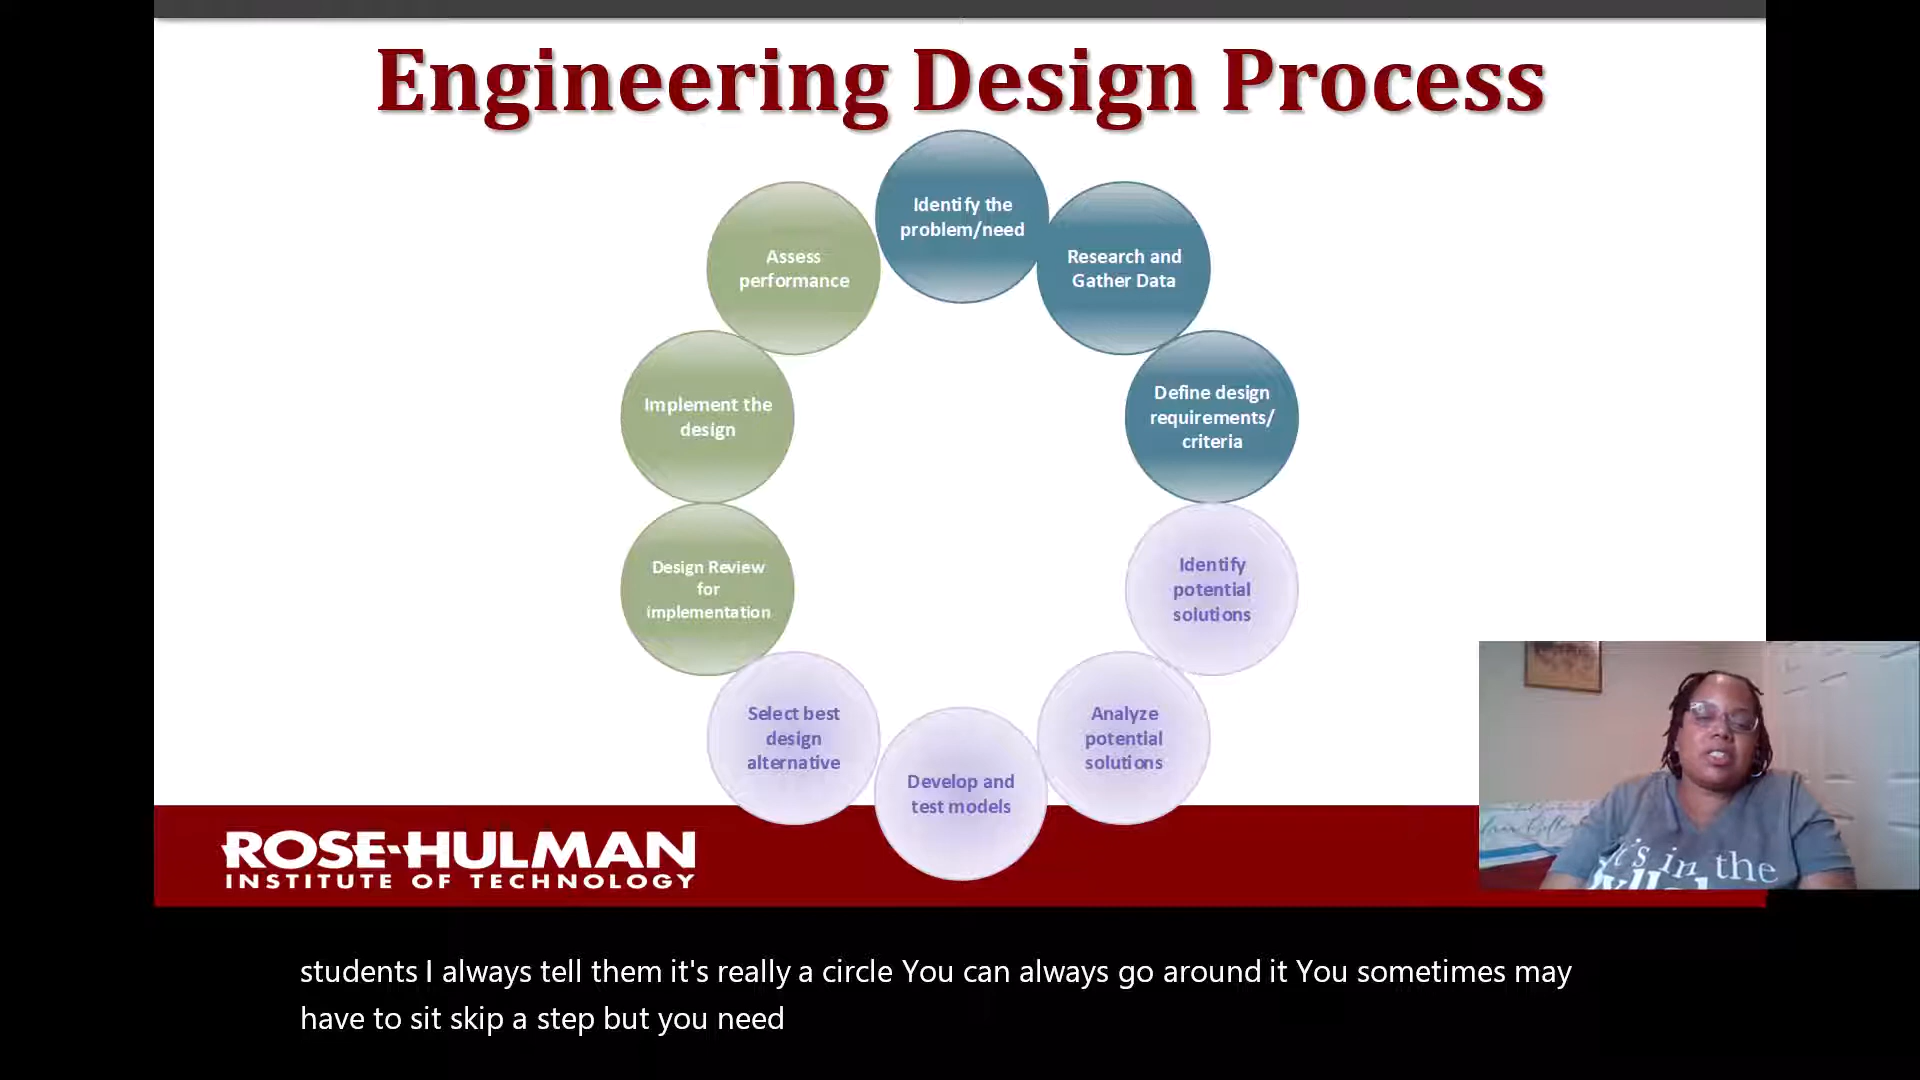 Engineering Design Process
Identify the
problem/need
Research and
Gather Data
Define design
requirements/
criteria
Identify
potential
solutions
Analyze
potential
solutions
Develop and
test models
Select best
design
alternative
Design Review
for
implementation
Implement the
design
Assess
performance
ROSE-HULMAN
INSTITUTE OF TECHNOLOGY
it's in the
students I always tell them it's really a circle You can always go around it You sometimes may
have to sit skip a step but you need